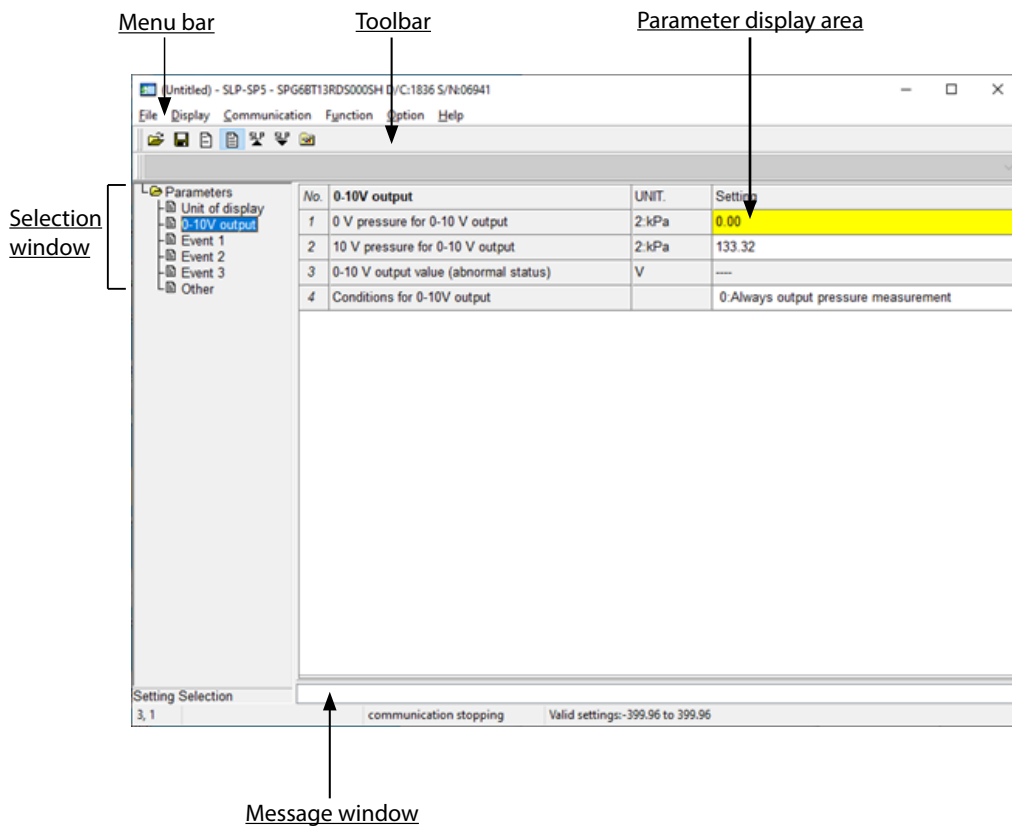 Menu bar
Toolbar
Parameter display area
(Untitled) - SLP-SP5 - SPG6BT13RDS000SH D/C:1836 S/N:06941
File Display Communication Function Option Help
Selection
window
Parameters
Unit of display
0-10V output
Event 1
Event 2
Event 3
Other
No. 0-10V output UNIT. Setting
1 0 V pressure for 0-10 V output 2:kPa 0.00
2 10 V pressure for 0-10 V output 2:kPa 133.32
3 0-10 V output value (abnormal status) V ----
4 Conditions for 0-10V output 0:Always output pressure measurement
Setting Selection
3, 1 communication stopping Valid settings:-399.96 to 399.96
Message window